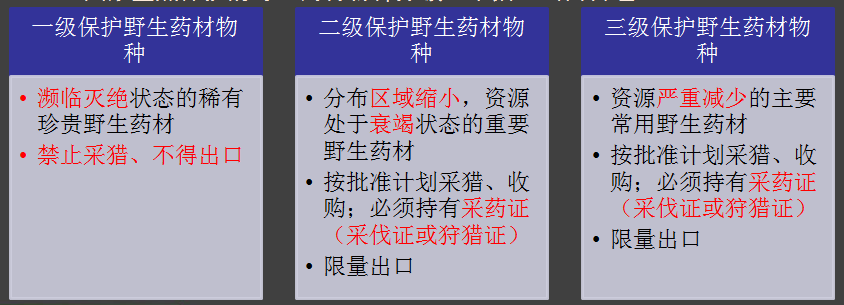 一级保护野生药材物
种
• 濒临灭绝状态的稀有
珍贵野生药材
• 禁止采猎、不得出口
二级保护野生药材物
种
• 分布区域缩小，资源
处于衰竭状态的重要
野生药材
• 按批准计划采猎、收
购；必须持有采药证
（采伐证或狩猎证）
• 限量出口
三级保护野生药材物
种
• 资源严重减少的主要
常用野生药材
• 按批准计划采猎、收
购；必须持有采药证
（采伐证或狩猎证）
• 限量出口